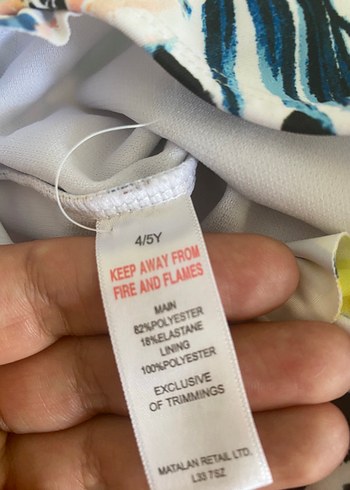 4/5Y
KEEP AWAY FROM
FIRE AND FLAMES
MAIN
82%POLYESTER
18%ELASTANE
LINING
100%POLYESTER
EXCLUSIVE
OF TRIMMINGS
MATALAN RETAIL LTD.
L33 7SZ